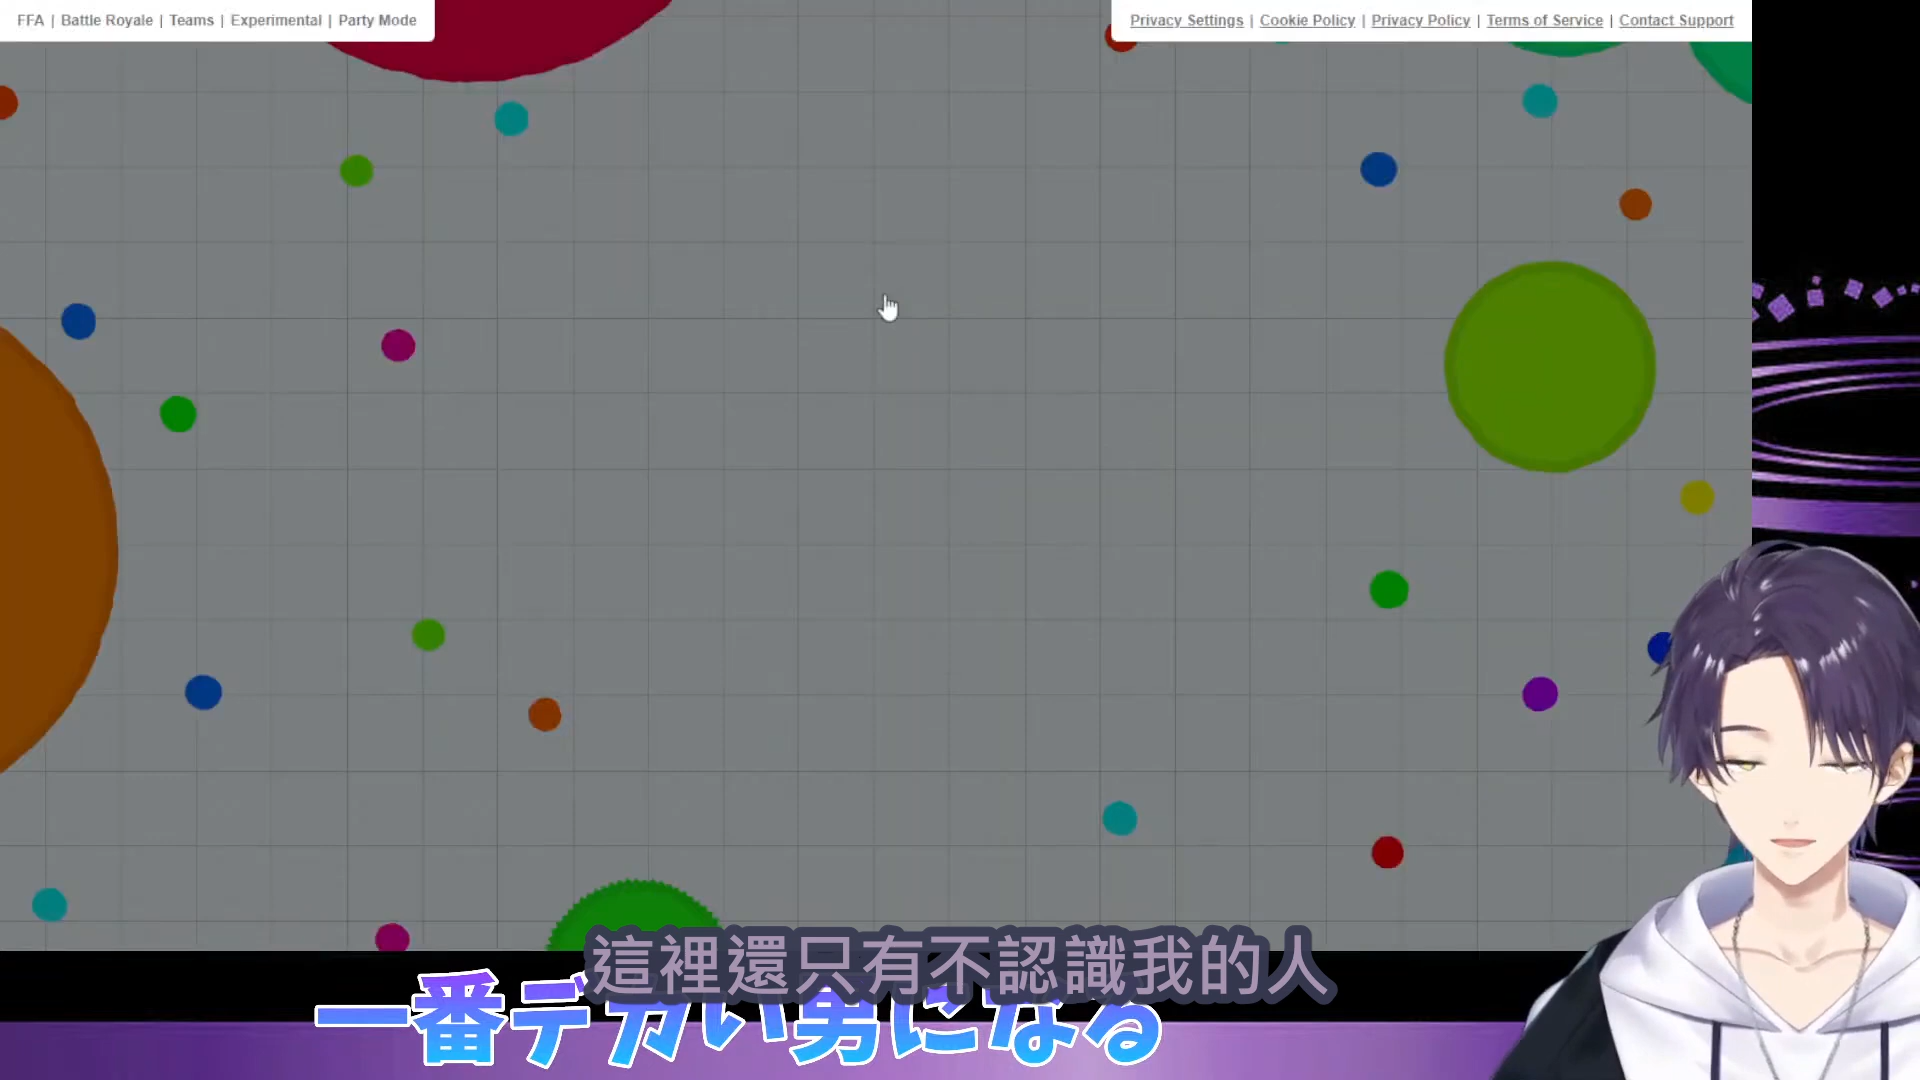 FFA | Battle Royale | Teams | Experimental | Party Mode
Privacy Settings | Cookie Policy | Privacy Policy | Terms of Service | Contact Support
這裡還只有不認識我的人
一番デカい男になる